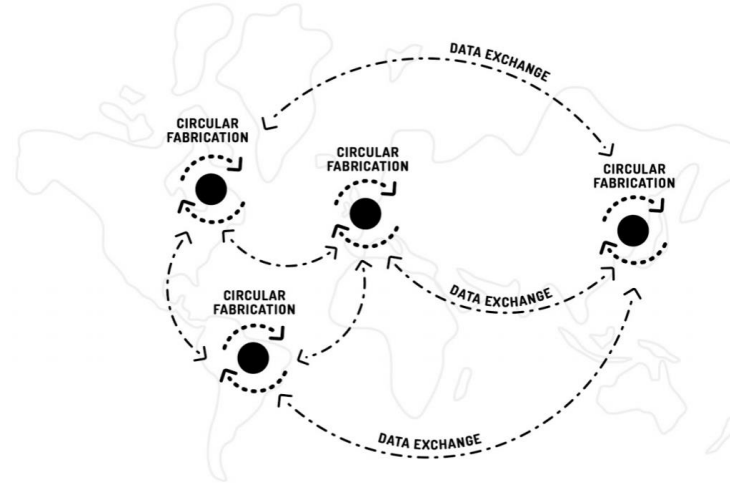 DATA EXCHANGE
CIRCULAR
FABRICATION
CIRCULAR
FABRICATION
CIRCULAR
FABRICATION
CIRCULAR
FABRICATION
DATA EXCHANGE
DATA EXCHANGE